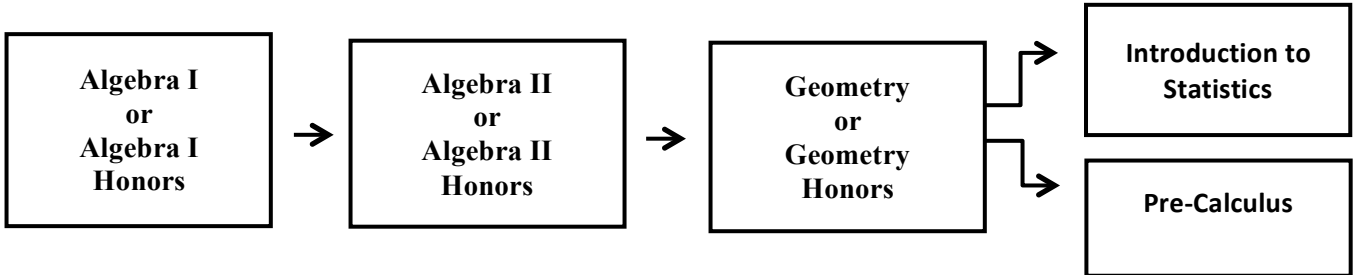 Algebra I
or
Algebra I
Honors
Algebra II
or
Algebra II
Honors
Geometry
or
Geometry
Honors
Introduction to
Statistics
Pre-Calculus